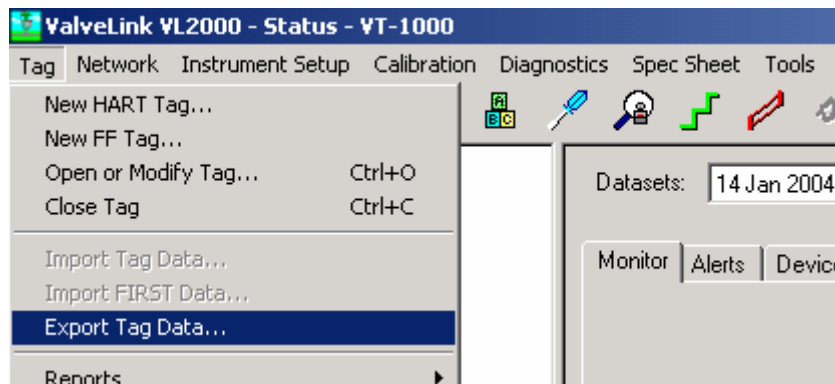 ValveLink VL2000 - Status - VT-1000
Tag Network Instrument Setup Calibration Diagnostics Spec Sheet Tools
New HART Tag...
New FF Tag...
Open or Modify Tag... Ctrl+O
Close Tag Ctrl+C
Import Tag Data...
Import FIRST Data...
Export Tag Data...
Reports
A
B C
Datasets: 14 Jan 2004
Monitor Alerts Device